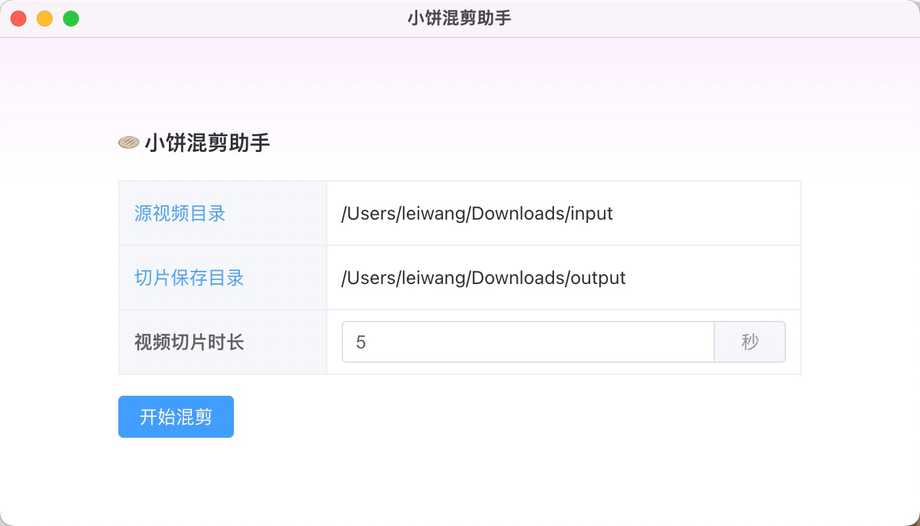 小饼混剪助手
小饼混剪助手
源视频目录 /Users/leiwang/Downloads/input
切片保存目录 /Users/leiwang/Downloads/output
视频切片时长 5 秒
开始混剪